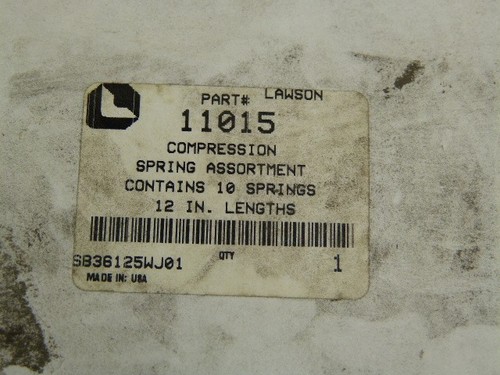 PART# LAWSON
11015
COMPRESSION
SPRING ASSORTMENT
CONTAINS 10 SPRINGS
12 IN. LENGTHS
SB36125WJ01 QTY 1
MADE IN: USA